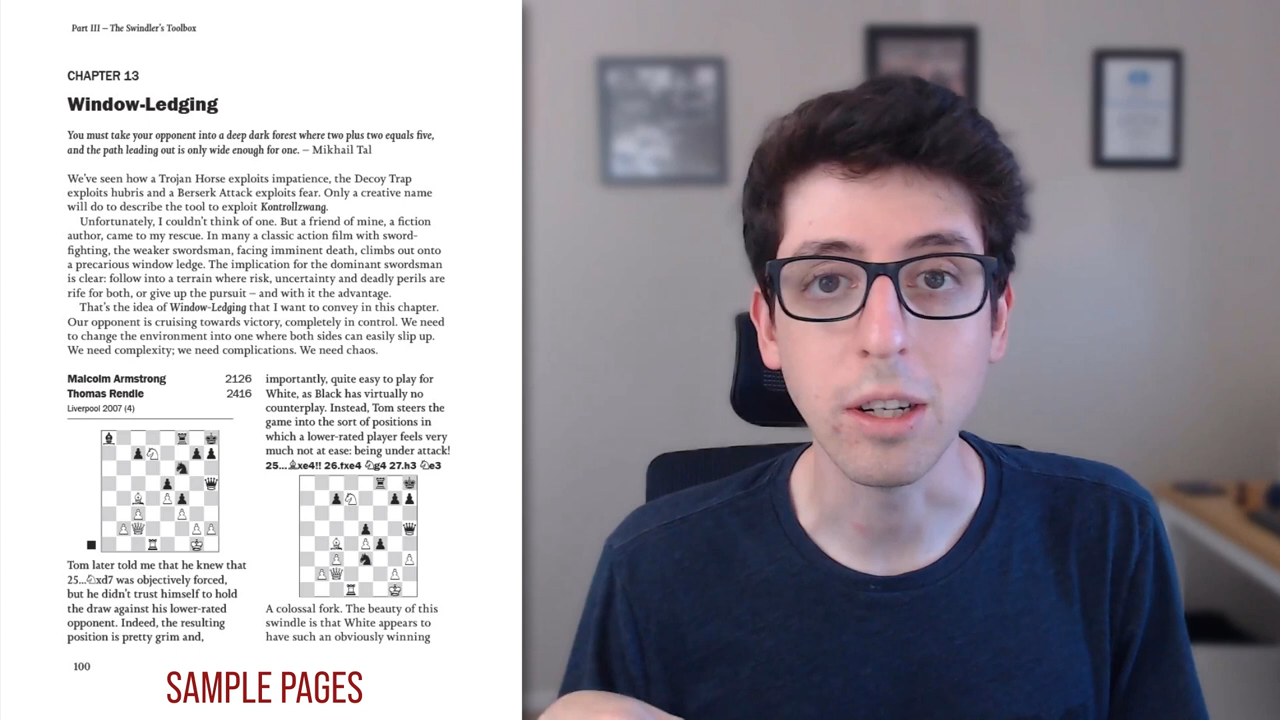 Part III – The Swindler's Toolbox
CHAPTER 13
Window-Ledging
You must take your opponent into a deep dark forest where two plus two equals five,
and the path leading out is only wide enough for one. – Mikhail Tal
We've seen how a Trojan Horse exploits impatience, the Decoy Trap
exploits hubris and a Berserk Attack exploits fear. Only a creative name
will do to describe the tool to exploit Kontrollzwang.
Unfortunately, I couldn't think of one. But a friend of mine, a fiction
author, came to my rescue. In many a classic action film with sword-
fighting, the weaker swordsman, facing imminent death, climbs out onto
a precarious window ledge. The implication for the dominant swordsman
is clear: follow into a terrain where risk, uncertainty and deadly perils are
rife for both, or give up the pursuit – and with it the advantage.
That's the idea of Window-Ledging that I want to convey in this chapter.
Our opponent is cruising towards victory, completely in control. We need
to change the environment into one where both sides can easily slip up.
We need complexity; we need complications. We need chaos.
Malcolm Armstrong 2126
Thomas Rendle 2416
Liverpool 2007 (4)
Tom later told me that he knew that
25...♘xd7 was objectively forced,
but he didn't trust himself to hold
the draw against his lower-rated
opponent. Indeed, the resulting
position is pretty grim and,
importantly, quite easy to play for
White, as Black has virtually no
counterplay. Instead, Tom steers the
game into the sort of positions in
which a lower-rated player feels very
much not at ease: being under attack!
25...♗xe4!! 26.fxe4 ♘g4 27.h3 ♘e3
A colossal fork. The beauty of this
swindle is that White appears to
have such an obviously winning
100
SAMPLE PAGES